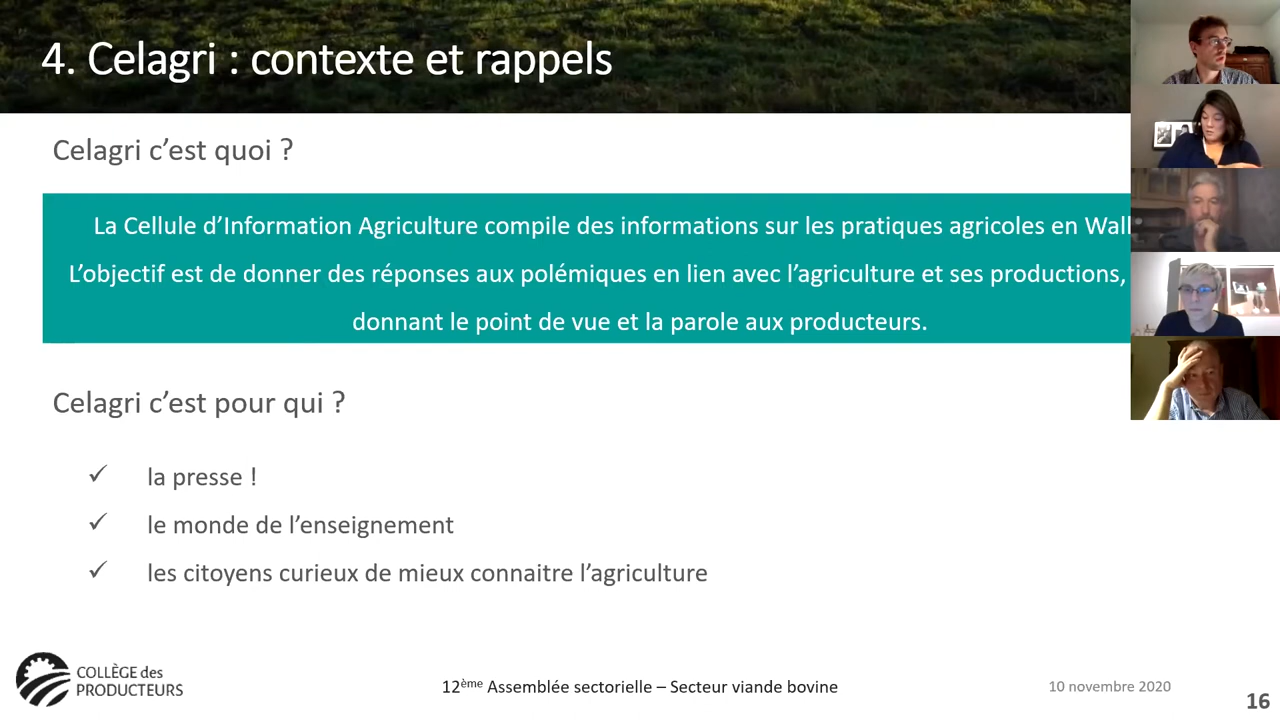 4. Celagri : contexte et rappels
Celagri c’est quoi ?
La Cellule d’Information Agriculture compile des informations sur les pratiques agricoles en Wall
L’objectif est de donner des réponses aux polémiques en lien avec l’agriculture et ses productions,
donnant le point de vue et la parole aux producteurs.
Celagri c’est pour qui ?
✓ la presse !
✓ le monde de l’enseignement
✓ les citoyens curieux de mieux connaitre l’agriculture
COLLÈGE des
PRODUCTEURS
12ème Assemblée sectorielle – Secteur viande bovine
10 novembre 2020
16